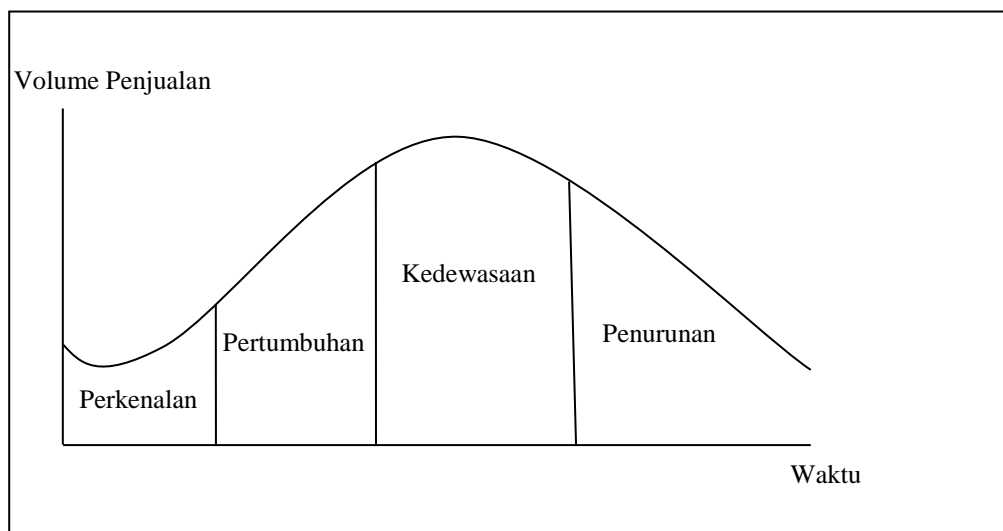 Volume Penjualan
Kedewasaan
Pertumbuhan
Penurunan
Perkenalan
Waktu